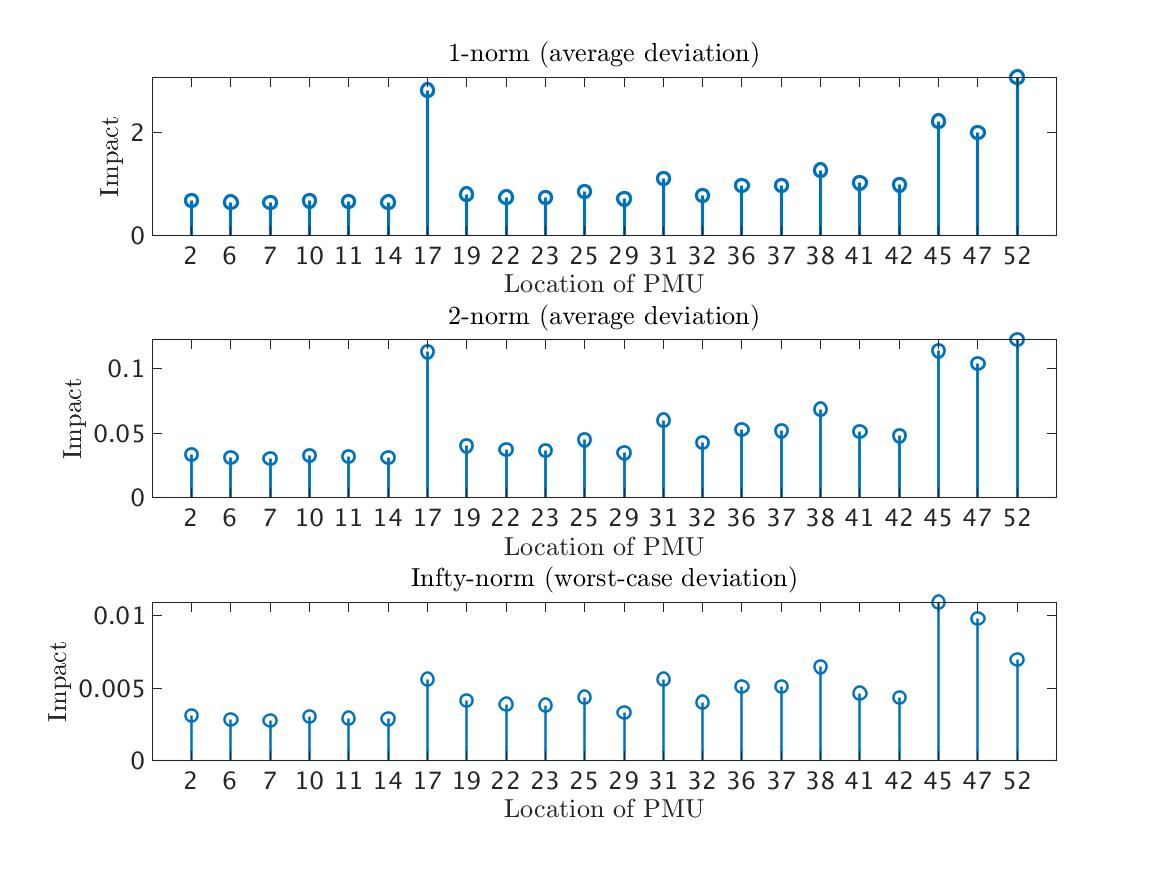 1-norm (average deviation)
Impact
2
0
2 6 7 10 11 14 17 19 22 23 25 29 31 32 36 37 38 41 42 45 47 52
Location of PMU
2-norm (average deviation)
Impact
0.1
0.05
0
2 6 7 10 11 14 17 19 22 23 25 29 31 32 36 37 38 41 42 45 47 52
Location of PMU
Infty-norm (worst-case deviation)
Impact
0.01
0.005
0
2 6 7 10 11 14 17 19 22 23 25 29 31 32 36 37 38 41 42 45 47 52
Location of PMU